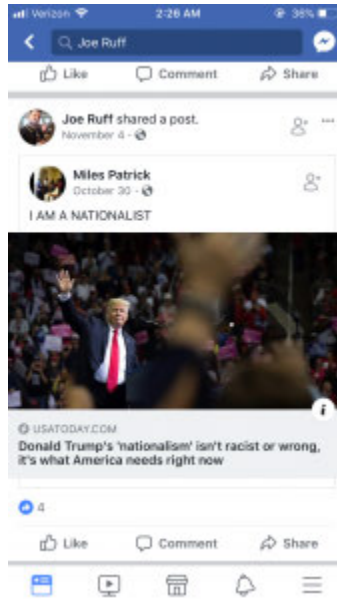 Verizon 2:26 AM 36%
Joe Ruff
Like Comment Share
Joe Ruff shared a post.
November 4 ·
Miles Patrick
October 30 ·
I AM A NATIONALIST
i
USATODAY.COM
Donald Trump's 'nationalism' isn't racist or wrong,
it's what America needs right now
4
Like Comment Share